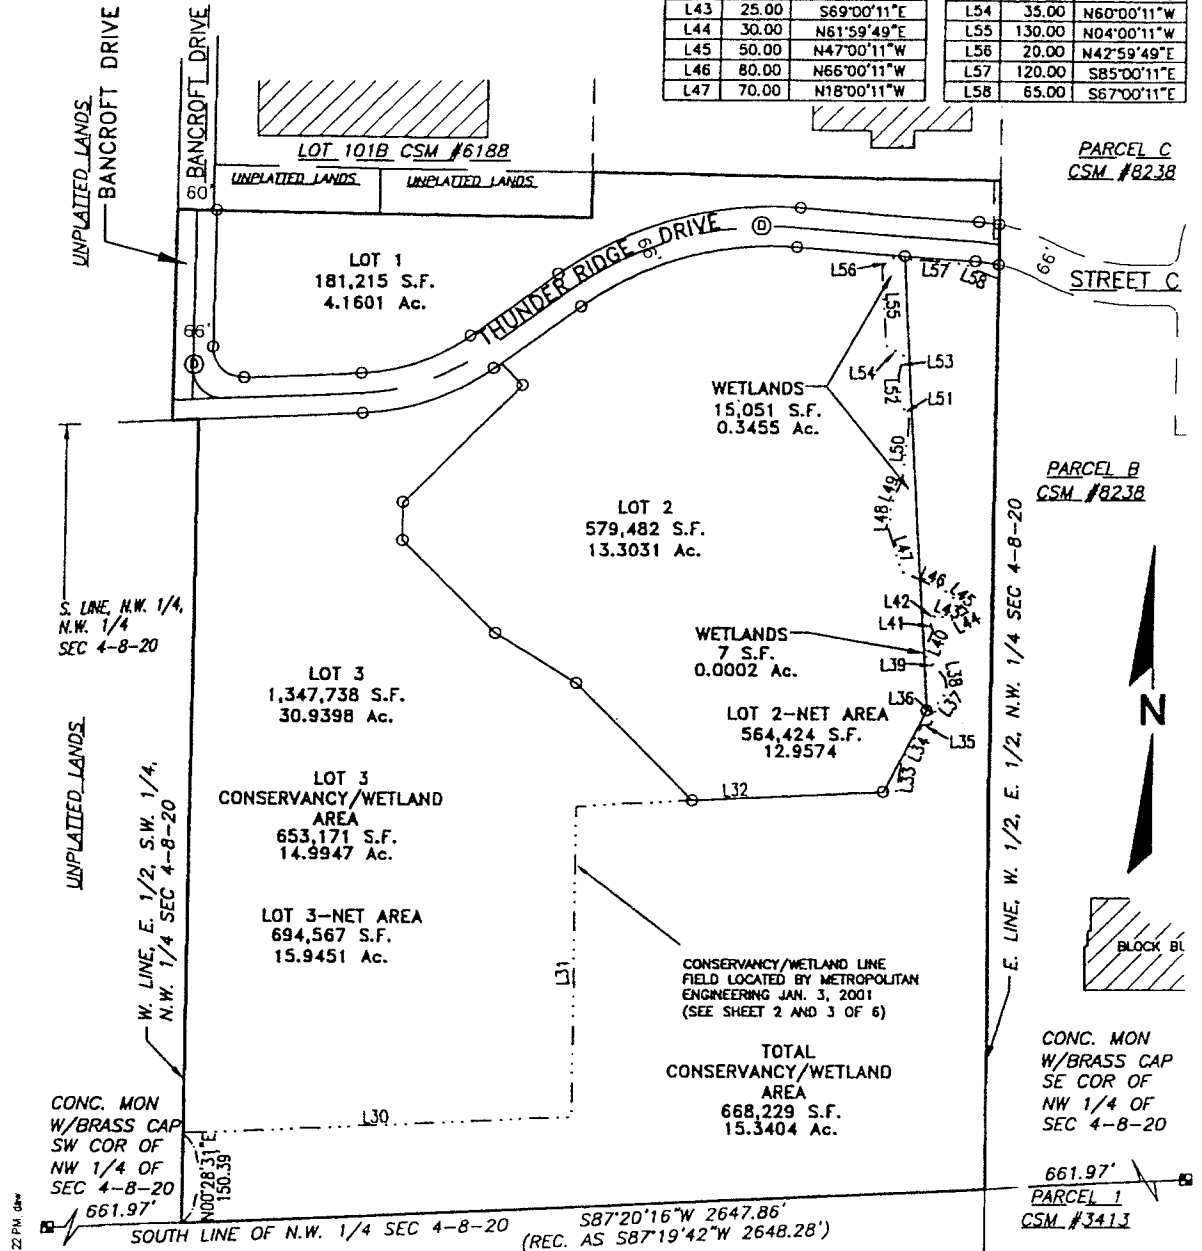 L43 25.00 S69°00'11"E
L44 30.00 N61°59'49"E
L45 50.00 N47°00'11"W
L46 80.00 N66°00'11"W
L47 70.00 N18°00'11"W
L54 35.00 N60°00'11"W
L55 130.00 N04°00'11"W
L56 20.00 N42°59'49"E
L57 120.00 S85°00'11"E
L58 65.00 S67°00'11"E
UNPLATTED LANDS
BANCROFT DRIVE
BANCROFT DRIVE
60'
LOT 101B CSM #6188
UNPLATTED LANDS
UNPLATTED LANDS
PARCEL C
CSM #8238
LOT 1
181,215 S.F.
4.1601 Ac.
THUNDER RIDGE DRIVE
66'
D
66'
STREET C
66'
D
L56
L57
L58
L55
L54
L53
L52
L51
L50
L49
L48
L47
L46
L45
L44
L43
L42
L41
L40
L39
L38
L37
L36
L35
L34
L33
L32
WETLANDS
15,051 S.F.
0.3455 Ac.
PARCEL B
CSM #8238
LOT 2
579,482 S.F.
13.3031 Ac.
S. LINE, N.W. 1/4,
N.W. 1/4
SEC 4-8-20
WETLANDS
7 S.F.
0.0002 Ac.
LOT 3
1,347,738 S.F.
30.9398 Ac.
LOT 2-NET AREA
564,424 S.F.
12.9574
N
UNPLATTED LANDS
W. LINE, E. 1/2, S.W. 1/4,
N.W. 1/4 SEC 4-8-20
LOT 3
CONSERVANCY/WETLAND
AREA
653,171 S.F.
14.9947 Ac.
LOT 3-NET AREA
694,567 S.F.
15.9451 Ac.
E. LINE, W. 1/2, E. 1/2, N.W. 1/4 SEC 4-8-20
BLOCK BU
L31
CONSERVANCY/WETLAND LINE
FIELD LOCATED BY METROPOLITAN
ENGINEERING JAN. 3, 2001
(SEE SHEET 2 AND 3 OF 6)
TOTAL
CONSERVANCY/WETLAND
AREA
668,229 S.F.
15.3404 Ac.
CONC. MON
W/BRASS CAP
SE COR OF
NW 1/4 OF
SEC 4-8-20
CONC. MON
W/BRASS CAP
SW COR OF
NW 1/4 OF
SEC 4-8-20
L30
N00°28'31"E
150.39
661.97'
661.97'
PARCEL 1
CSM #3413
SOUTH LINE OF N.W. 1/4 SEC 4-8-20
S87°20'16"W 2647.86'
(REC. AS S87°19'42"W 2648.28')
22 PM